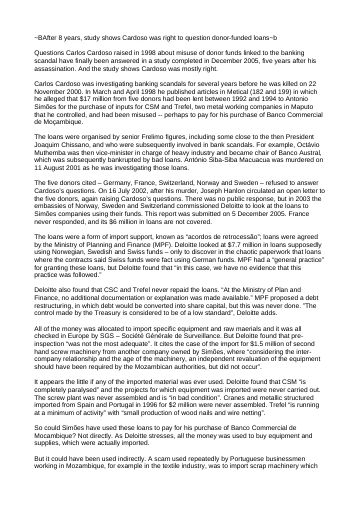 ~BAfter 8 years, study shows Cardoso was right to question donor-funded loans~b
Questions Carlos Cardoso raised in 1998 about misuse of donor funds linked to the banking
scandal have finally been answered in a study completed in December 2005, five years after his
assassination. And the study shows Cardoso was mostly right.
Carlos Cardoso was investigating banking scandals for several years before he was killed on 22
November 2000. In March and April 1998 he published articles in Metical (182 and 199) in which
he alleged that $17 million from five donors had been lent between 1992 and 1994 to Antonio
Simões for the purchase of inputs for CSM and Trefel, two metal working companies in Maputo
that he controlled, and had been misused -- perhaps to pay for his purchase of Banco Commercial
de Moçambique.
The loans were organised by senior Frelimo figures, including some close to the then President
Joaquim Chissano, and who were subsequently involved in bank scandals. For example, Octávio
Muthemba was then vice-minister in charge of heavy industry and became chair of Banco Austral,
which was subsequently bankrupted by bad loans. António Siba-Siba Macuacua was murdered on
11 August 2001 as he was investigating those loans.
The five donors cited – Germany, France, Switzerland, Norway and Sweden – refused to answer
Cardoso's questions. On 16 July 2002, after his murder, Joseph Hanlon circulated an open letter to
the donors, again raising Cardoso's questions. There was no public response, but in 2003 the
embassies of Norway, Sweden and Switzerland commissioned Deloitte to look at the loans to
Simões companies using their funds. This report was submitted on 5 December 2005. France
never responded, and its $6 million in loans are not covered.
The loans were a form of import support, known as “acordos de retrocessão”; loans were agreed
by the Ministry of Planning and Finance (MPF). Deloitte looked at $7.7 million in loans supposedly
using Norwegian, Swedish and Swiss funds – only to discover in the chaotic paperwork that loans
where the contracts said Swiss funds were fact using German funds. MPF had a “general practice”
for granting these loans, but Deloitte found that “in this case, we have no evidence that this
practice was followed.”
Deloitte also found that CSC and Trefel never repaid the loans. “At the Ministry of Plan and
Finance, no additional documentation or explanation was made available.” MPF proposed a debt
restructuring, in which debt would be converted into share capital, but this was never done. "The
control made by the Treasury is considered to be of a low standard”, Deloitte adds.
All of the money was allocated to import specific equipment and raw maerials and it was all
checked in Europe by SGS – Société Générale de Surveillance. But Deloitte found that pre-
inspection “was not the most adequate”. It cites the case of the import for $1.5 million of second
hand screw machinery from another company owned by Simões, where “considering the inter-
company relationship and the age of the machinery, an independent revaluation of the equipment
should have been required by the Mozambican authorities, but did not occur”.
It appears the little if any of the imported material was ever used. Deloitte found that CSM “is
completely paralysed” and the projects for which equipment was imported were never carried out.
The screw plant was never assembled and is “in bad condition”. Cranes and metallic structured
imported from Spain and Portugal in 1996 for $2 million were never assembled. Trefel “is running
at a minimum of activity” with “small production of wood nails and wire netting”.
So could Simões have used these loans to pay for his purchase of Banco Commercial de
Mocambique? Not directly. As Deloitte stresses, all the money was used to buy equipment and
supplies, which were actually imported.
But it could have been used indirectly. A scam used repeatedly by Portuguese businessmen
working in Mozambique, for example in the textile industry, was to import scrap machinery which